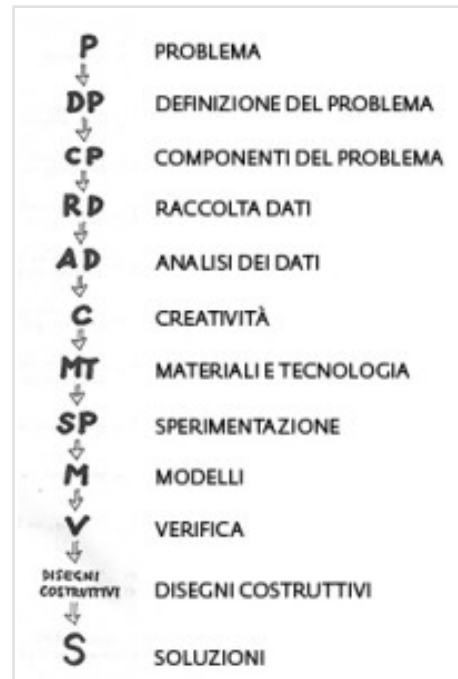 P PROBLEMA
DP DEFINIZIONE DEL PROBLEMA
CP COMPONENTI DEL PROBLEMA
RD RACCOLTA DATI
AD ANALISI DEI DATI
C CREATIVITÀ
MT MATERIALI E TECNOLOGIA
SP SPERIMENTAZIONE
M MODELLI
V VERIFICA
DISEGNI
COSTRUTTIVI DISEGNI COSTRUTTIVI
S SOLUZIONI